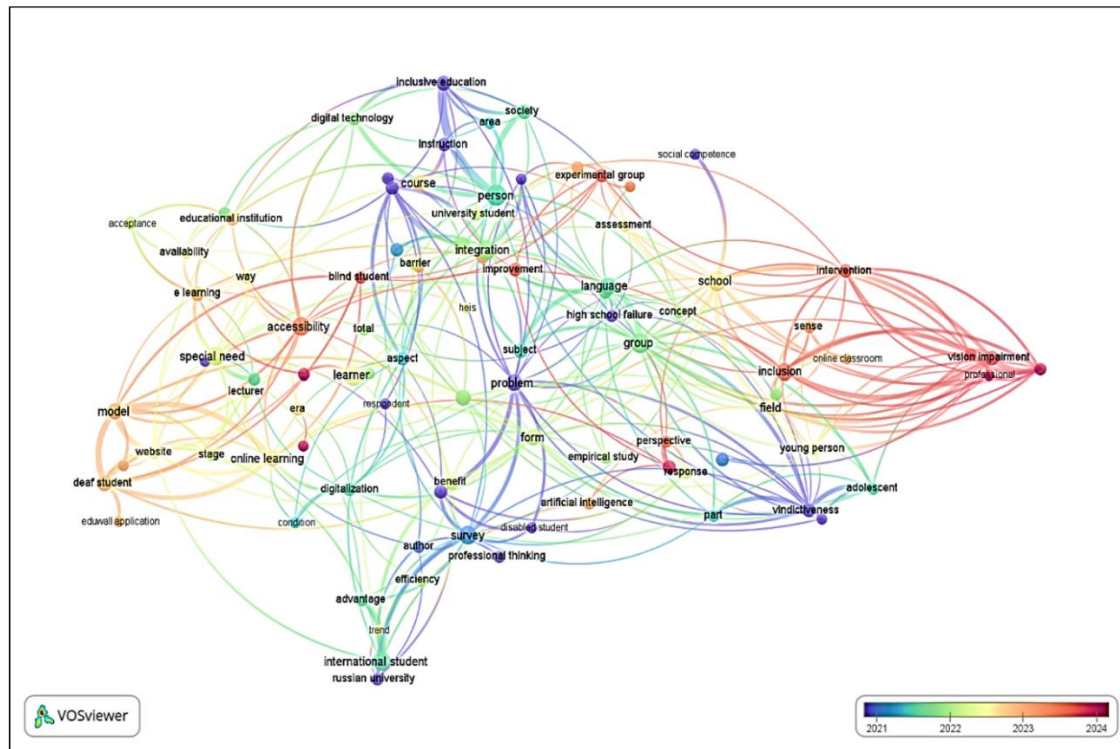 inclusive education
society
digital technology
area
instruction
social competence
experimental group
course
person
acceptance
educational institution
university student
assessment
availability
integration
barrier
improvement
intervention
way
blind student
school
e learning
language
heis
concept
high school failure
accessibility
total
sense
group
subject
aspect
online classroom
vision impairment
special need
learner
inclusion
professional
problem
lecturer
era
respondent
field
model
form
perspective
young person
website
stage
online learning
empirical study
deaf student
benefit
response
digitalization
adolescent
artificial intelligence
vindictiveness
eduwall application
condition
part
disabled student
survey
author
professional thinking
efficiency
advantage
trend
international student
russian university
VOSviewer
2021 2022 2023 2024